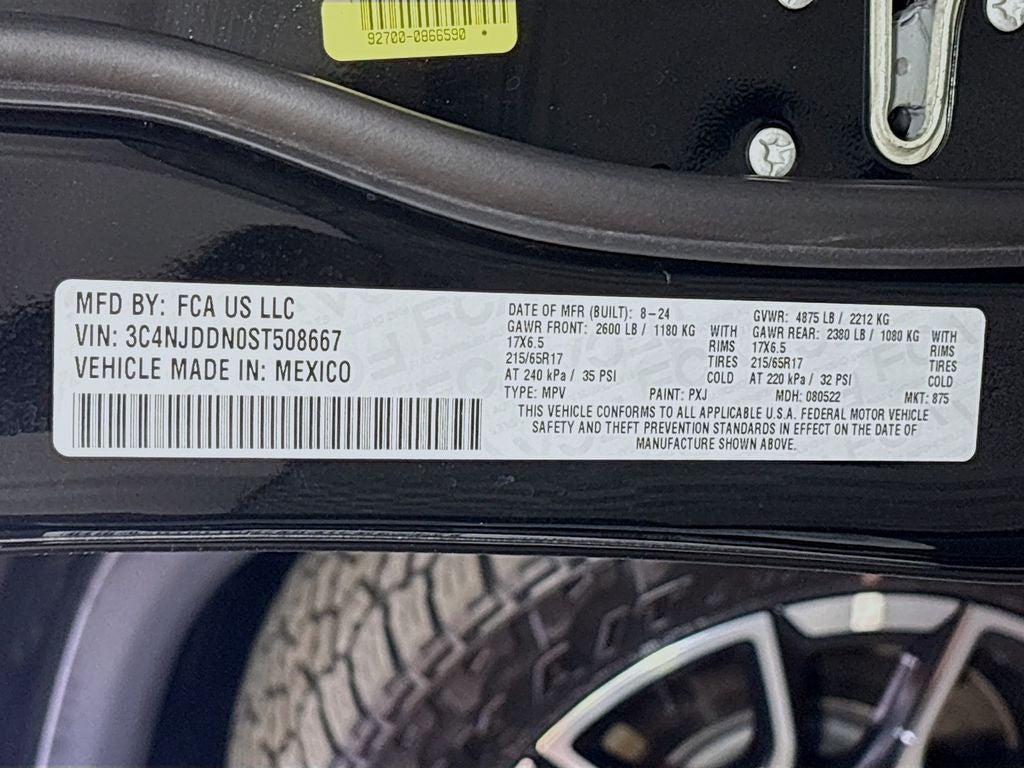 92700-0866590
MFD BY: FCA US LLC
VIN: 3C4NJDDN0ST508667
VEHICLE MADE IN: MEXICO
DATE OF MFR (BUILT): 8-24
GVWR: 4875 LB / 2212 KG
GAWR FRONT: 2600 LB / 1180 KG WITH
GAWR REAR: 2380 LB / 1080 KG WITH
17X6.5 RIMS
17X6.5 RIMS
215/65R17 TIRES
215/65R17 TIRES
AT 240 kPa / 35 PSI COLD
AT 220 kPa / 32 PSI COLD
TYPE: MPV PAINT: PXJ MDH: 080522 MKT: 875
THIS VEHICLE CONFORMS TO ALL APPLICABLE U.S.A. FEDERAL MOTOR VEHICLE
SAFETY AND THEFT PREVENTION STANDARDS IN EFFECT ON THE DATE OF
MANUFACTURE SHOWN ABOVE.